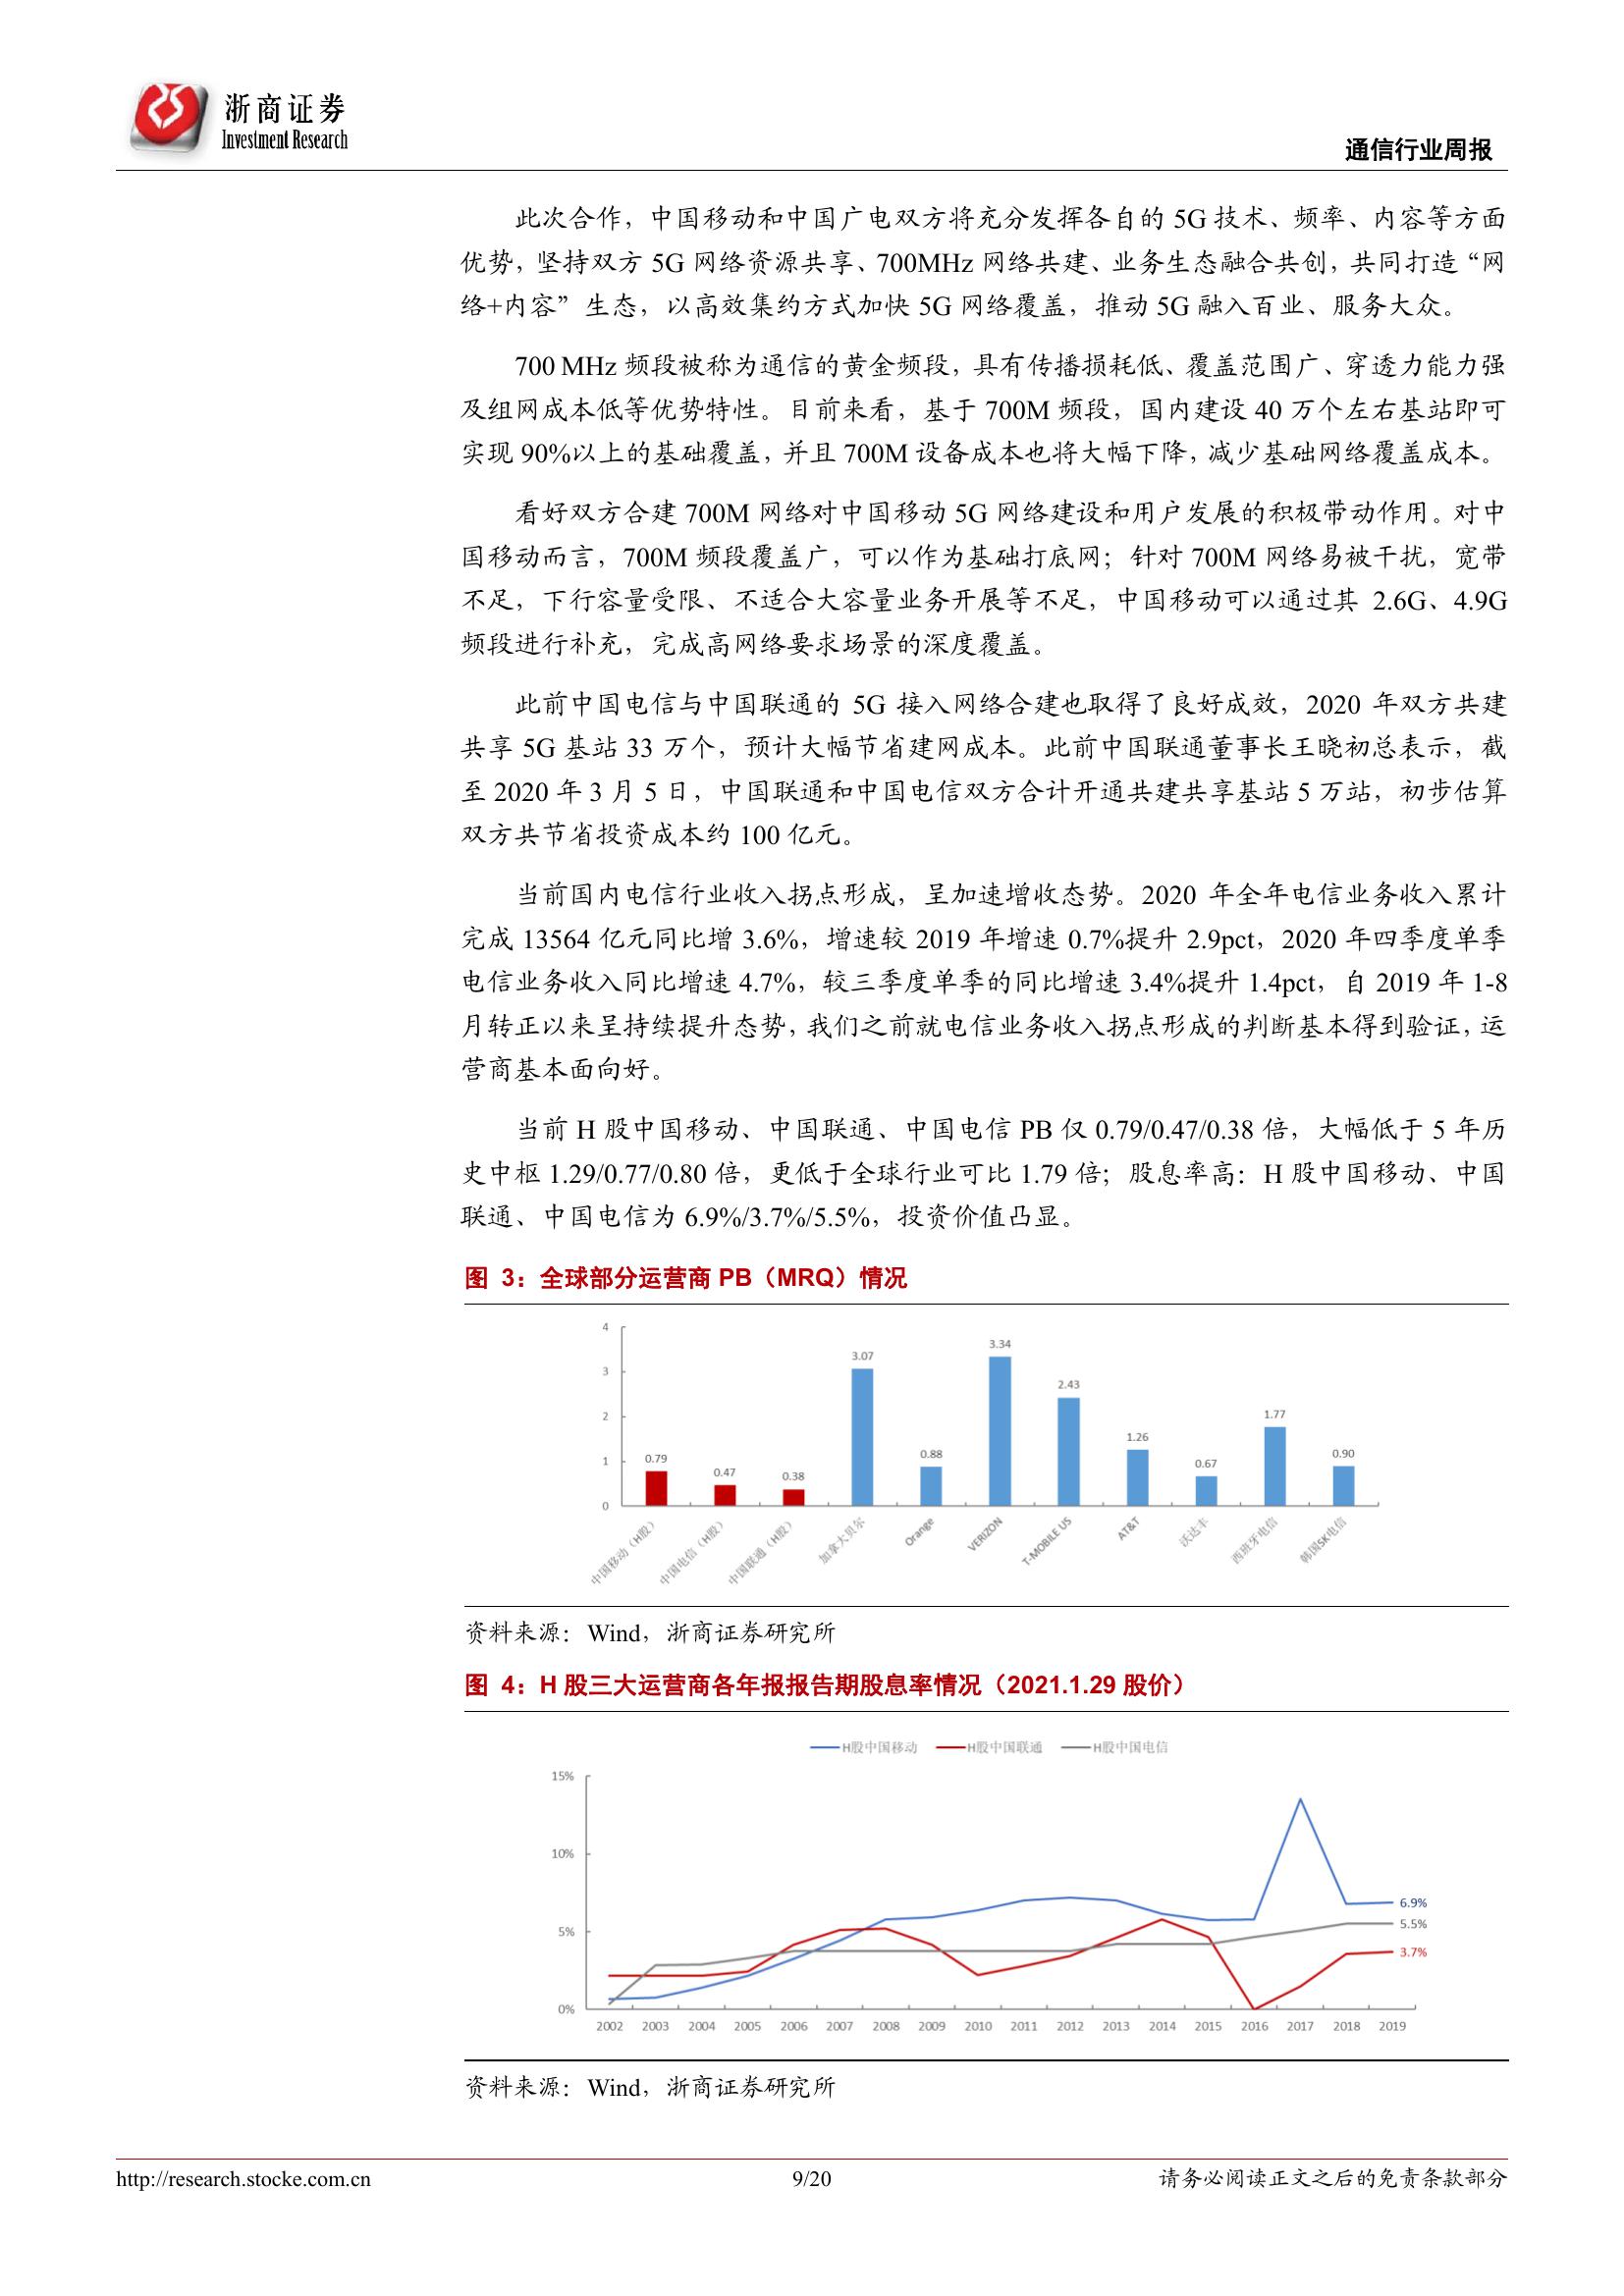 浙商证券
Investment Research
通信行业周报
此次合作，中国移动和中国广电双方将充分发挥各自的 5G 技术、频率、内容等方面
优势，坚持双方 5G 网络资源共享、700MHz 网络共建、业务生态融合共创，共同打造“网
络+内容”生态，以高效集约方式加快 5G 网络覆盖，推动 5G 融入百业、服务大众。
700 MHz 频段被称为通信的黄金频段，具有传播损耗低、覆盖范围广、穿透力能力强
及组网成本低等优势特性。目前来看，基于 700M 频段，国内建设 40 万个左右基站即可
实现 90%以上的基础覆盖，并且 700M 设备成本也将大幅下降，减少基础网络覆盖成本。
看好双方合建 700M 网络对中国移动 5G 网络建设和用户发展的积极带动作用。对中
国移动而言，700M 频段覆盖广，可以作为基础打底网；针对 700M 网络易被干扰，宽带
不足，下行容量受限、不适合大容量业务开展等不足，中国移动可以通过其 2.6G、4.9G
频段进行补充，完成高网络要求场景的深度覆盖。
此前中国电信与中国联通的 5G 接入网络合建也取得了良好成效，2020 年双方共建
共享 5G 基站 33 万个，预计大幅节省建网成本。此前中国联通董事长王晓初总表示，截
至 2020 年 3 月 5 日，中国联通和中国电信双方合计开通共建共享基站 5 万站，初步估算
双方共节省投资成本约 100 亿元。
当前国内电信行业收入拐点形成，呈加速增收态势。2020 年全年电信业务收入累计
完成 13564 亿元同比增 3.6%，增速较 2019 年增速 0.7%提升 2.9pct，2020 年四季度单季
电信业务收入同比增速 4.7%，较三季度单季的同比增速 3.4%提升 1.4pct，自 2019 年 1-8
月转正以来呈持续提升态势，我们之前就电信业务收入拐点形成的判断基本得到验证，运
营商基本面向好。
当前 H 股中国移动、中国联通、中国电信 PB 仅 0.79/0.47/0.38 倍，大幅低于 5 年历
史中枢 1.29/0.77/0.80 倍，更低于全球行业可比 1.79 倍；股息率高：H 股中国移动、中国
联通、中国电信为 6.9%/3.7%/5.5%，投资价值凸显。
图 3：全球部分运营商 PB（MRQ）情况
4
3
2
1
0
0.79
0.47
0.38
3.07
0.88
3.34
2.43
1.26
0.67
1.77
0.90
中国移动（H股）
中国电信（H股）
中国联通（H股）
加拿大贝尔
Orange
VERIZON
T-MOBILE US
AT&T
沃达丰
西班牙电信
韩国SK电信
资料来源：Wind，浙商证券研究所
图 4：H 股三大运营商各年报报告期股息率情况（2021.1.29 股价）
H股中国移动 H股中国联通 H股中国电信
15%
10%
5%
0%
6.9%
5.5%
3.7%
2002 2003 2004 2005 2006 2007 2008 2009 2010 2011 2012 2013 2014 2015 2016 2017 2018 2019
资料来源：Wind，浙商证券研究所
http://research.stocke.com.cn 9/20 请务必阅读正文之后的免责条款部分